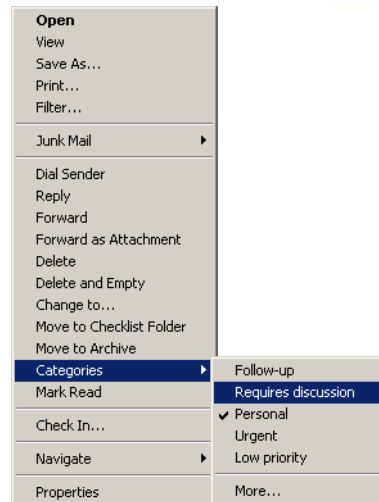 Open
View
Save As...
Print...
Filter...
Junk Mail
Dial Sender
Reply
Forward
Forward as Attachment
Delete
Delete and Empty
Change to...
Move to Checklist Folder
Move to Archive
Categories
Mark Read
Check In...
Navigate
Properties
Follow-up
Requires discussion
Personal
Urgent
Low priority
More...